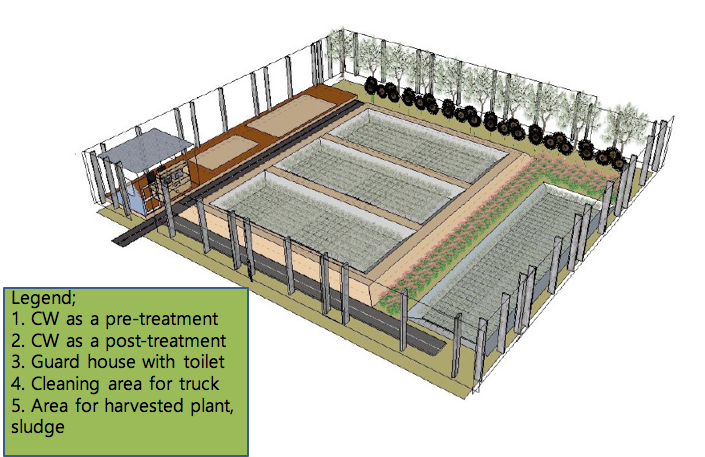 Legend;
1. CW as a pre-treatment
2. CW as a post-treatment
3. Guard house with toilet
4. Cleaning area for truck
5. Area for harvested plant,
sludge